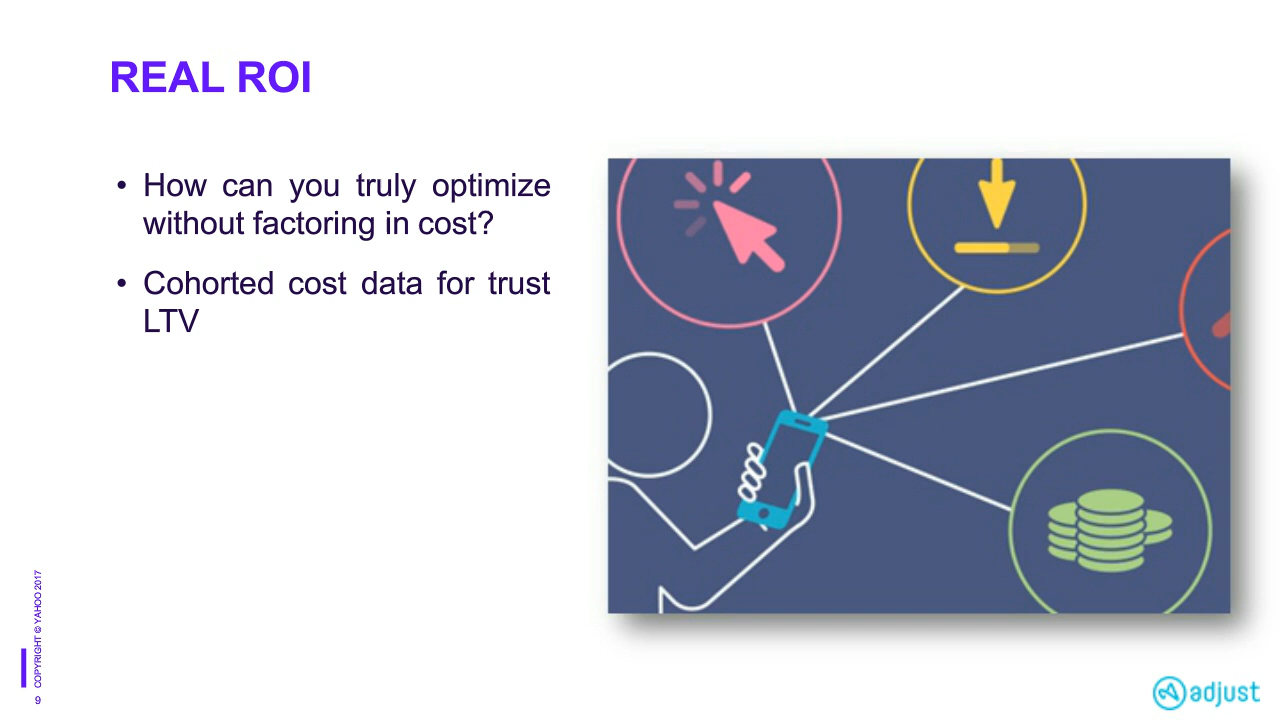 REAL ROI
• How can you truly optimize
without factoring in cost?
• Cohorted cost data for trust
LTV
COPYRIGHT © YAHOO 2017
9
adjust